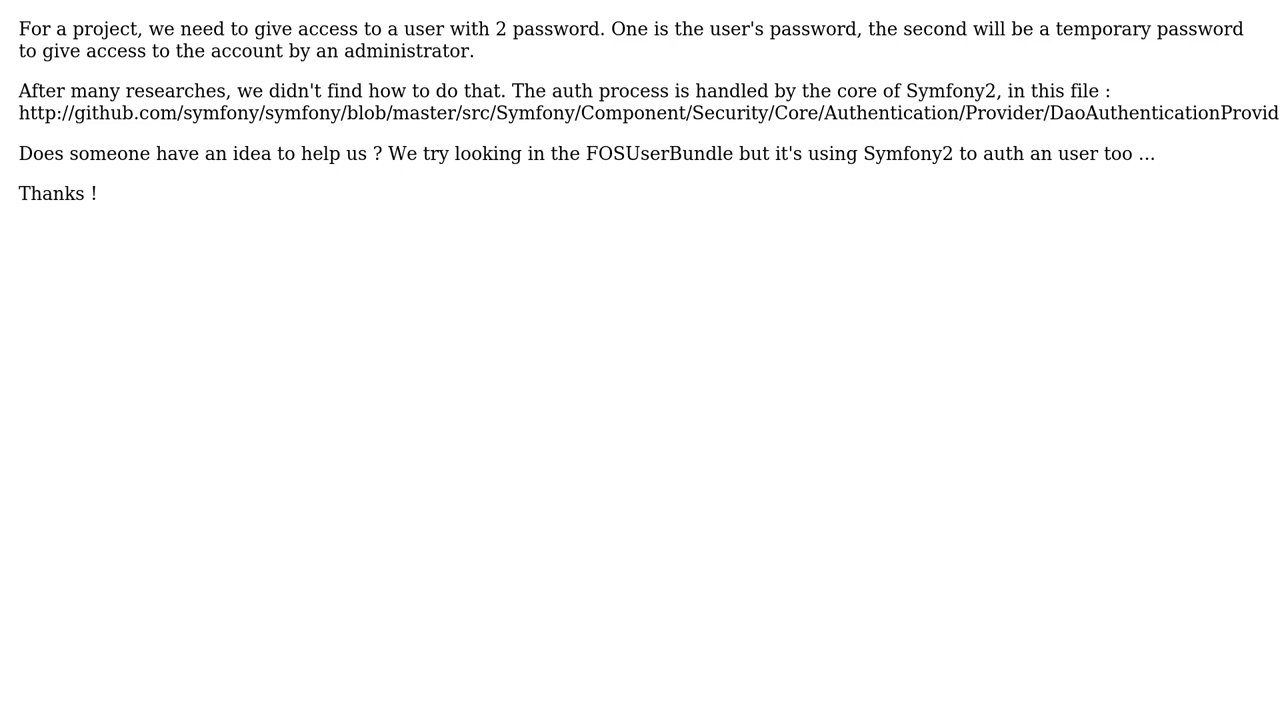 For a project, we need to give access to a user with 2 password. One is the user's password, the second will be a temporary password
to give access to the account by an administrator.
After many researches, we didn't find how to do that. The auth process is handled by the core of Symfony2, in this file :
http://github.com/symfony/symfony/blob/master/src/Symfony/Component/Security/Core/Authentication/Provider/DaoAuthenticationProvid
Does someone have an idea to help us ? We try looking in the FOSUserBundle but it's using Symfony2 to auth an user too ...
Thanks !